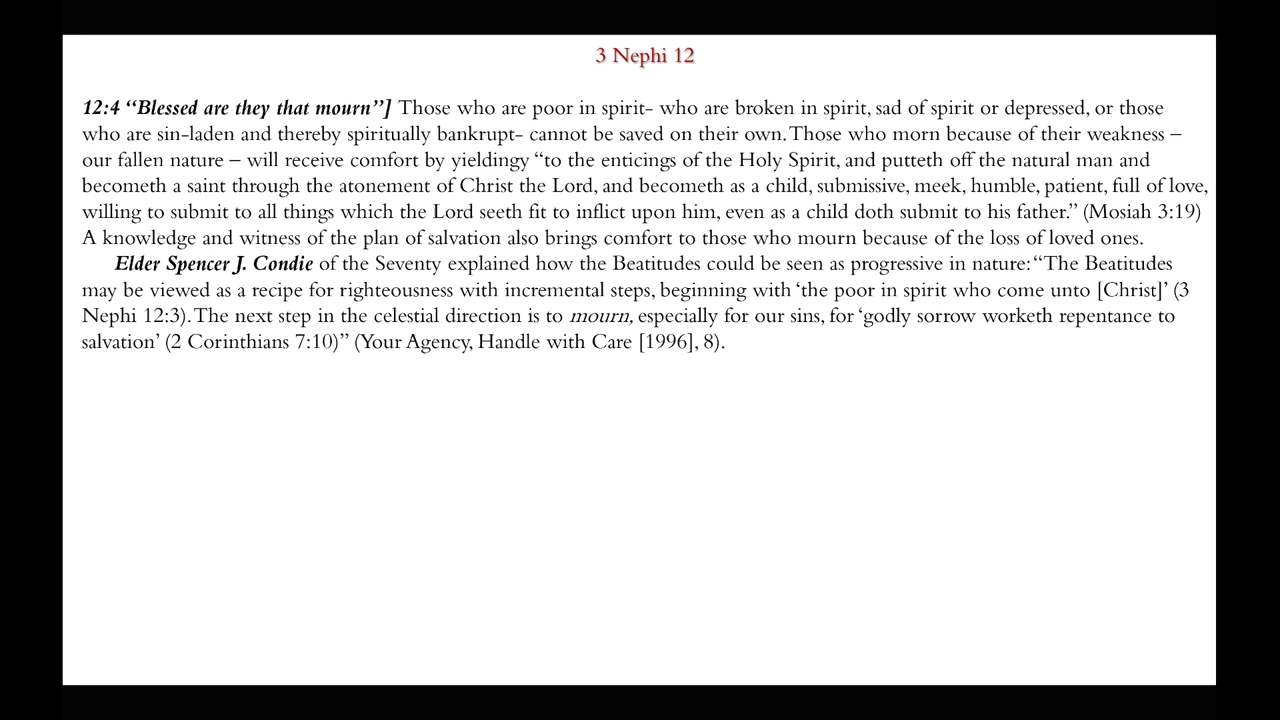 3 Nephi 12
12:4 “Blessed are they that mourn”] Those who are poor in spirit- who are broken in spirit, sad of spirit or depressed, or those
who are sin-laden and thereby spiritually bankrupt- cannot be saved on their own. Those who morn because of their weakness –
our fallen nature – will receive comfort by yieldingy “to the enticings of the Holy Spirit, and putteth off the natural man and
becometh a saint through the atonement of Christ the Lord, and becometh as a child, submissive, meek, humble, patient, full of love,
willing to submit to all things which the Lord seeth fit to inflict upon him, even as a child doth submit to his father.” (Mosiah 3:19)
A knowledge and witness of the plan of salvation also brings comfort to those who mourn because of the loss of loved ones.
Elder Spencer J. Condie of the Seventy explained how the Beatitudes could be seen as progressive in nature: “The Beatitudes
may be viewed as a recipe for righteousness with incremental steps, beginning with ‘the poor in spirit who come unto [Christ]’ (3
Nephi 12:3). The next step in the celestial direction is to mourn, especially for our sins, for ‘godly sorrow worketh repentance to
salvation’ (2 Corinthians 7:10)” (Your Agency, Handle with Care [1996], 8).